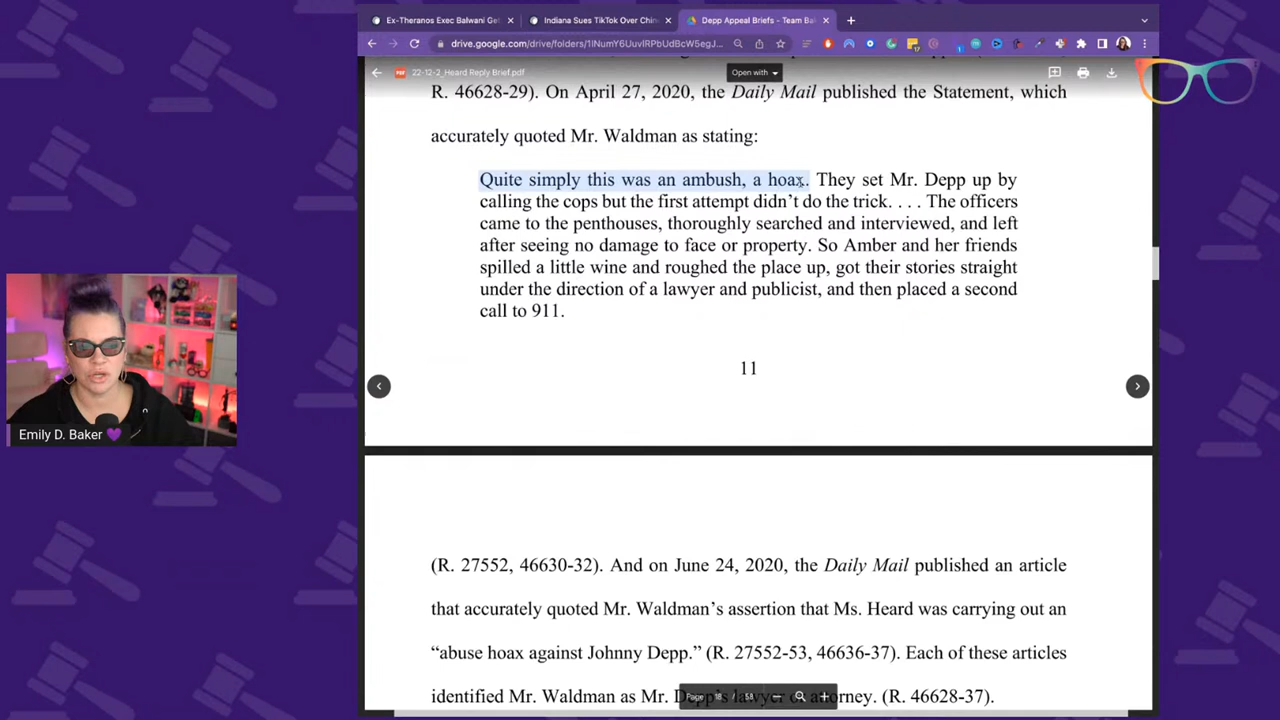 Ex-Theranos Exec Balwani Get
Indiana Sues TikTok Over Chin
Depp Appeal Briefs - Team Ba
drive.google.com/drive/folders/1INumY6UuvIRPbUdBcW5egJ...
22-12-2_Heard Reply Brief.pdf
Open with
R. 46628-29). On April 27, 2020, the Daily Mail published the Statement, which
accurately quoted Mr. Waldman as stating:
Quite simply this was an ambush, a hoax. They set Mr. Depp up by
calling the cops but the first attempt didn’t do the trick. . . . The officers
came to the penthouses, thoroughly searched and interviewed, and left
after seeing no damage to face or property. So Amber and her friends
spilled a little wine and roughed the place up, got their stories straight
under the direction of a lawyer and publicist, and then placed a second
call to 911.
11
Emily D. Baker 💜
(R. 27552, 46630-32). And on June 24, 2020, the Daily Mail published an article
that accurately quoted Mr. Waldman’s assertion that Ms. Heard was carrying out an
“abuse hoax against Johnny Depp.” (R. 27552-53, 46636-37). Each of these articles
identified Mr. Waldman as Mr. Depp’s lawyer or attorney. (R. 46628-37).
Page 18 / 58